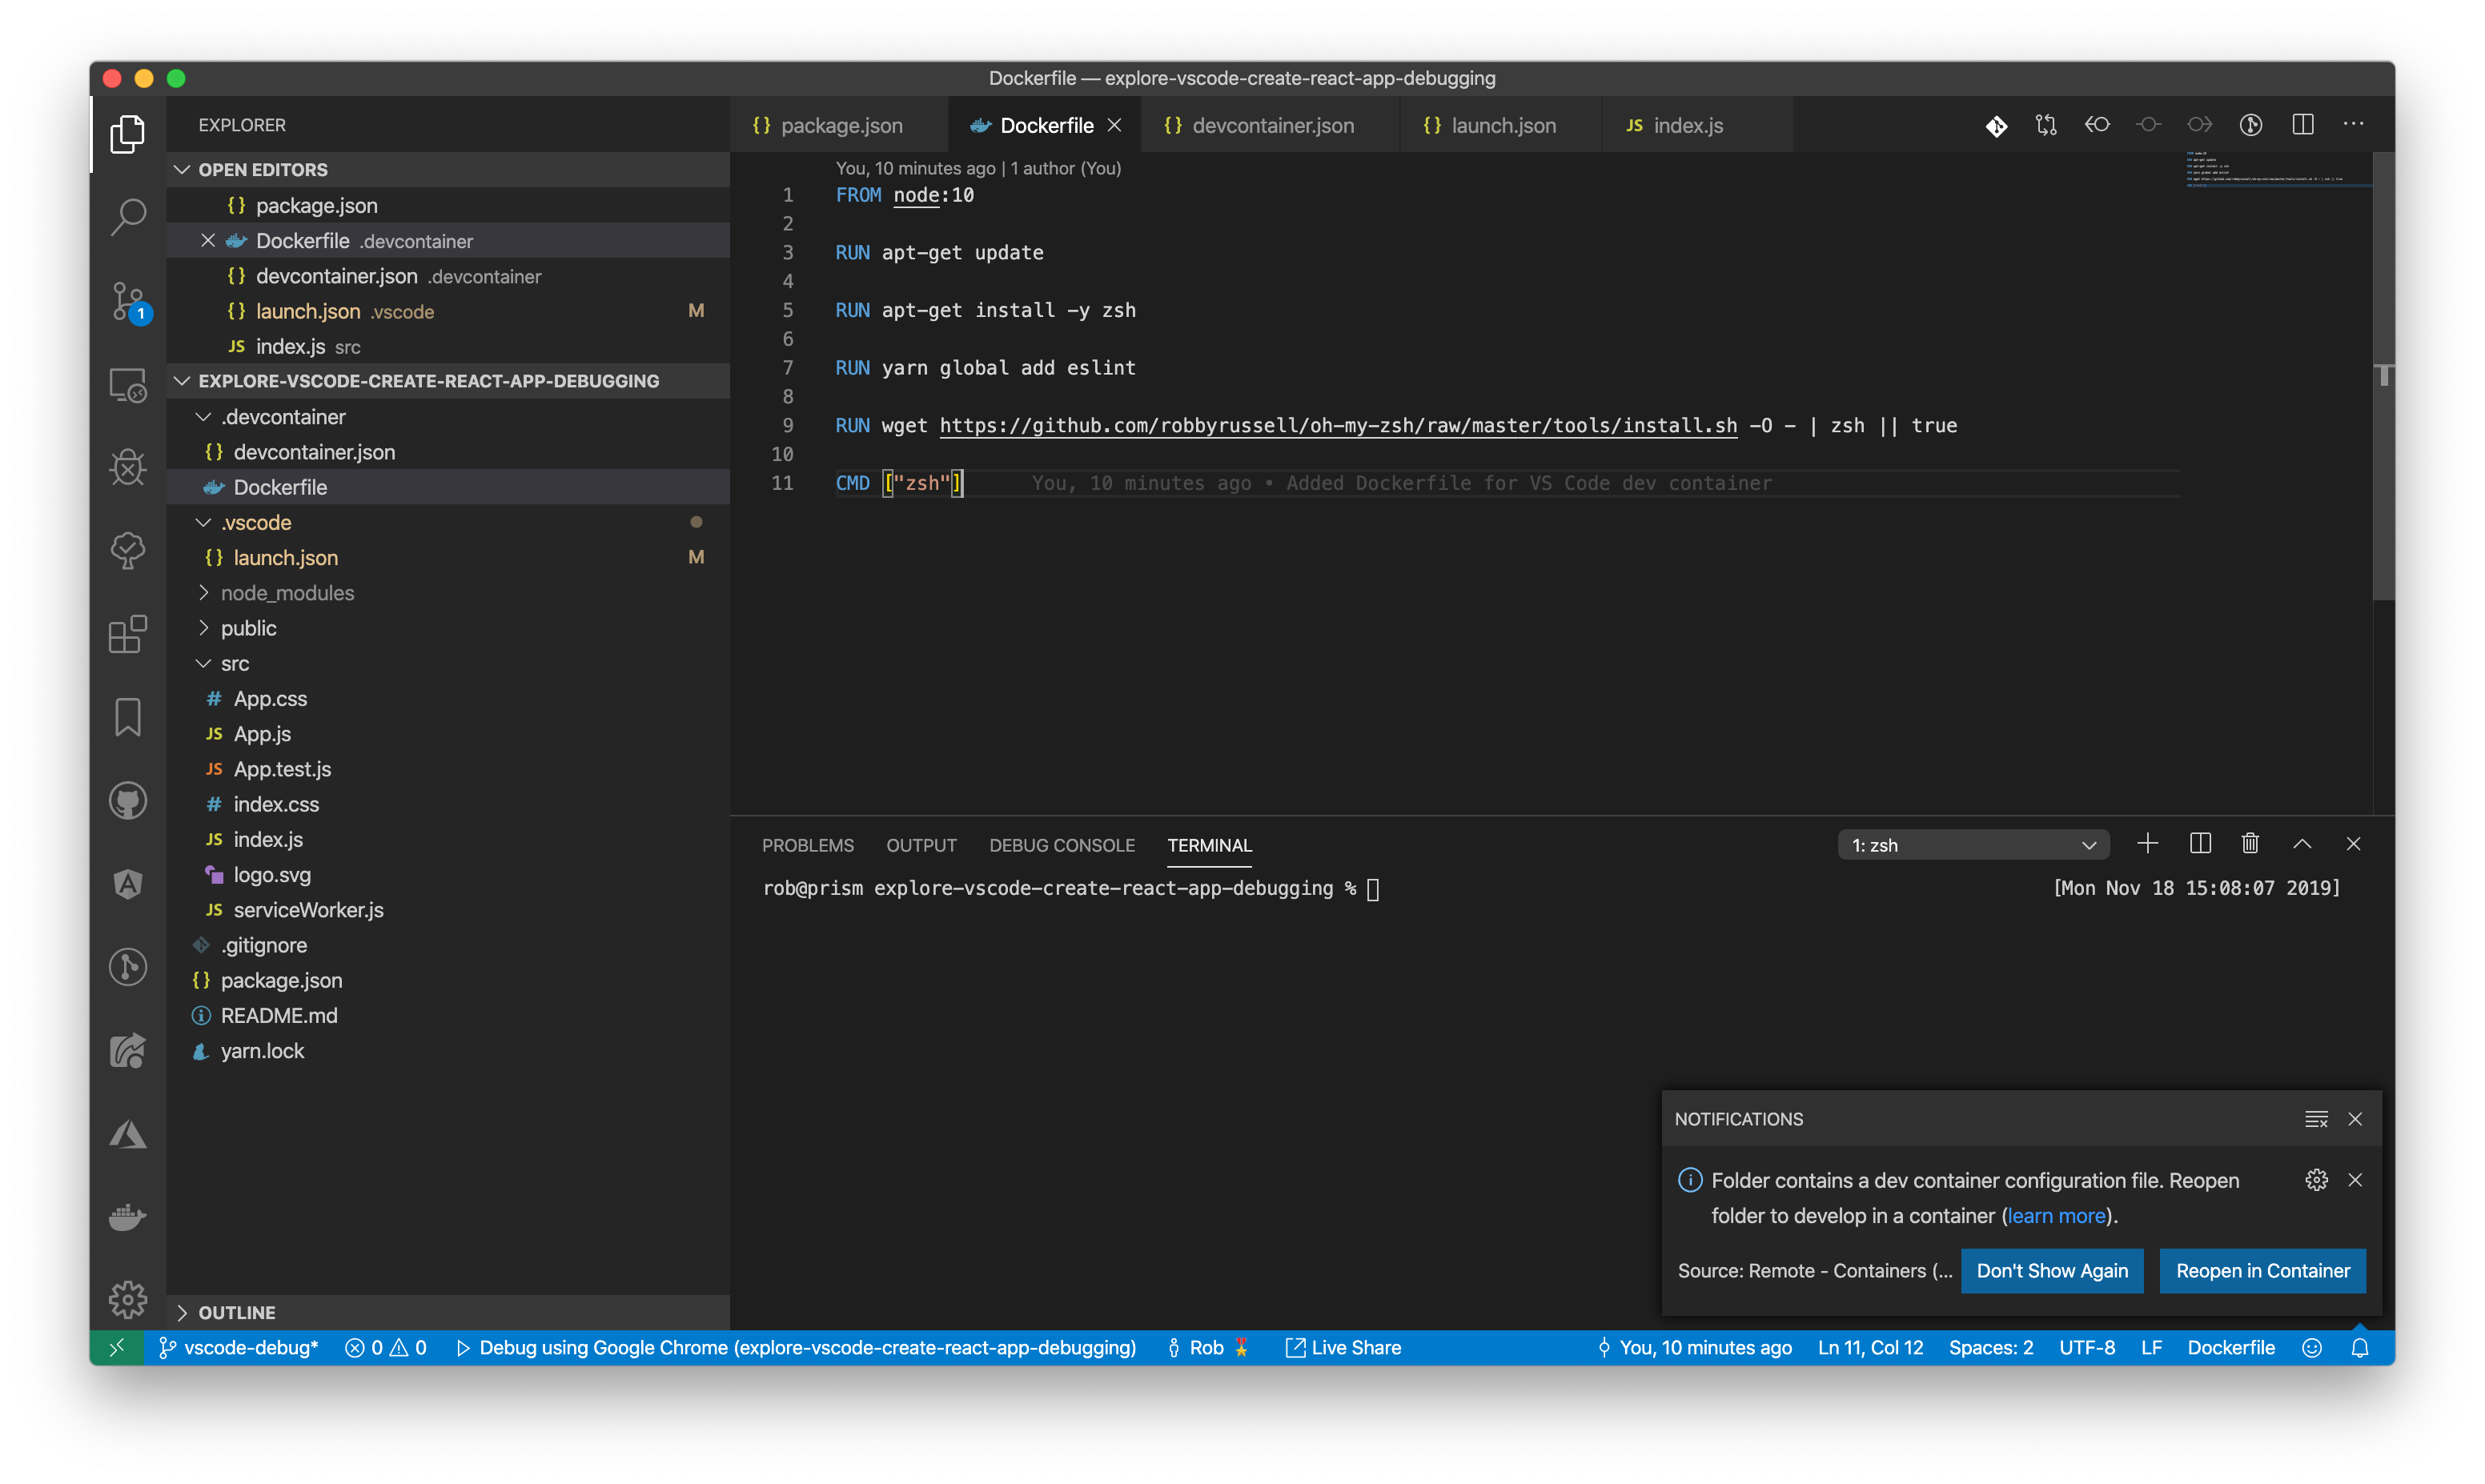 Dockerfile — explore-vscode-create-react-app-debugging
EXPLORER
OPEN EDITORS
{} package.json
Dockerfile .devcontainer
{} devcontainer.json .devcontainer
{} launch.json .vscode M
JS index.js src
EXPLORE-VSCODE-CREATE-REACT-APP-DEBUGGING
.devcontainer
{} devcontainer.json
Dockerfile
.vscode
{} launch.json M
node_modules
public
src
# App.css
JS App.js
JS App.test.js
# index.css
JS index.js
logo.svg
JS serviceWorker.js
.gitignore
{} package.json
README.md
yarn.lock
OUTLINE
1
{} package.json Dockerfile {} devcontainer.json {} launch.json JS index.js
You, 10 minutes ago | 1 author (You)
1 FROM node:10
2
3 RUN apt-get update
4
5 RUN apt-get install -y zsh
6
7 RUN yarn global add eslint
8
9 RUN wget https://github.com/robbyrussell/oh-my-zsh/raw/master/tools/install.sh -O - | zsh || true
10
11 CMD ["zsh"] You, 10 minutes ago • Added Dockerfile for VS Code dev container
PROBLEMS OUTPUT DEBUG CONSOLE TERMINAL 1: zsh
rob@prism explore-vscode-create-react-app-debugging % [Mon Nov 18 15:08:07 2019]
NOTIFICATIONS
Folder contains a dev container configuration file. Reopen
folder to develop in a container (learn more).
Source: Remote - Containers (... Don't Show Again Reopen in Container
vscode-debug* 0 0 Debug using Google Chrome (explore-vscode-create-react-app-debugging) Rob Live Share You, 10 minutes ago Ln 11, Col 12 Spaces: 2 UTF-8 LF Dockerfile